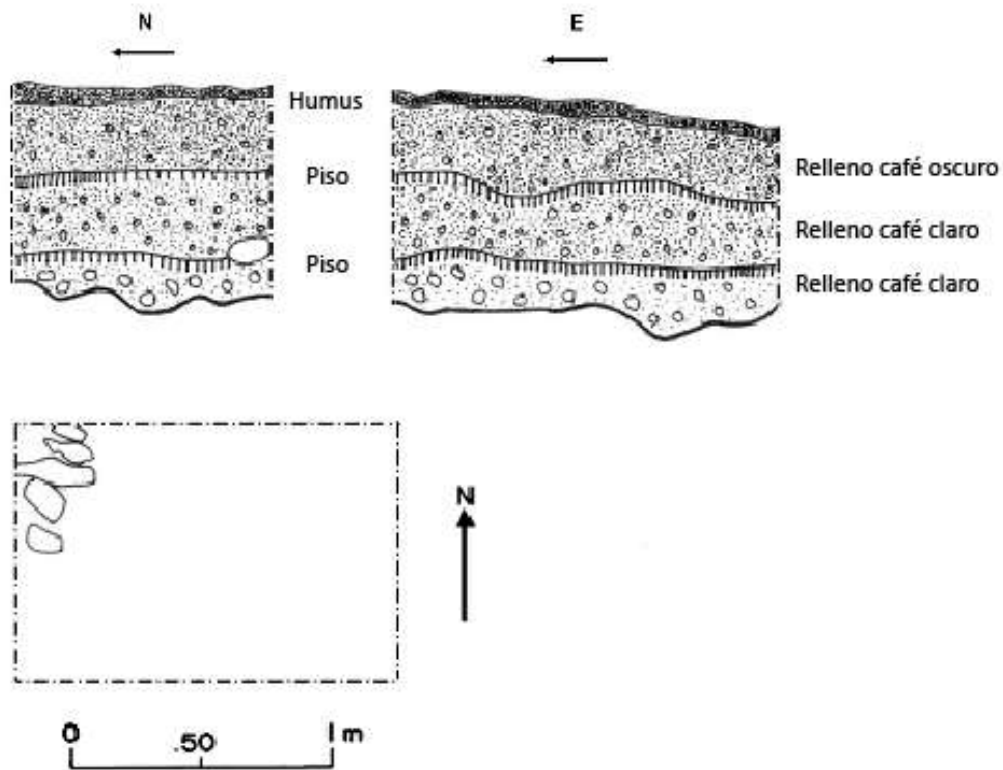 N
E
Humus
Piso
Piso
Relleno café oscuro
Relleno café claro
Relleno café claro
N
0 .50 1 m